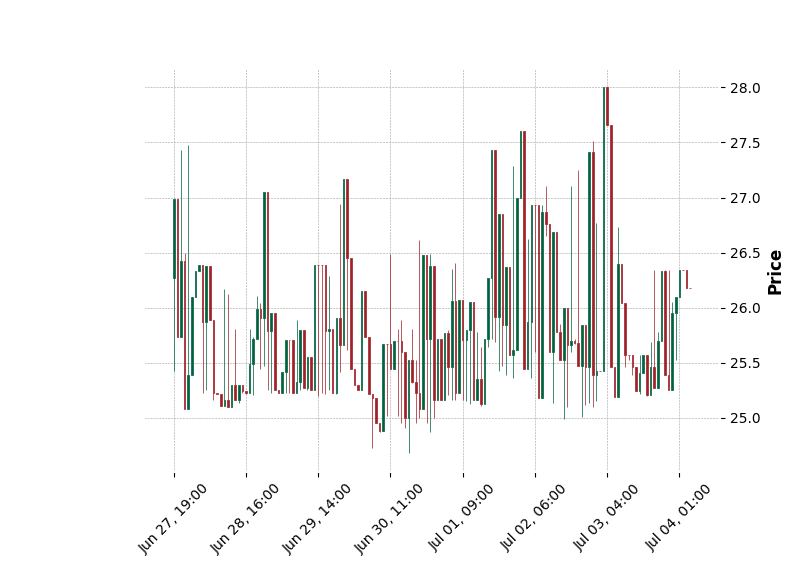 28.0
27.5
27.0
26.5
26.0
25.5
25.0
Price
Jun 27, 19:00
Jun 28, 16:00
Jun 29, 14:00
Jun 30, 11:00
Jul 01, 09:00
Jul 02, 06:00
Jul 03, 04:00
Jul 04, 01:00